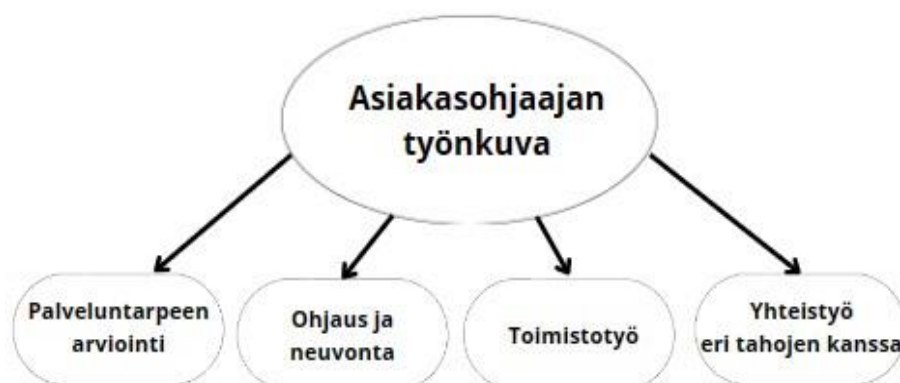 Asiakasohjaajan
työnkuva
Palveluntarpeen
arviointi
Ohjaus ja
neuvonta
Toimistotyö
Yhteistyö
eri tahojen kanssa